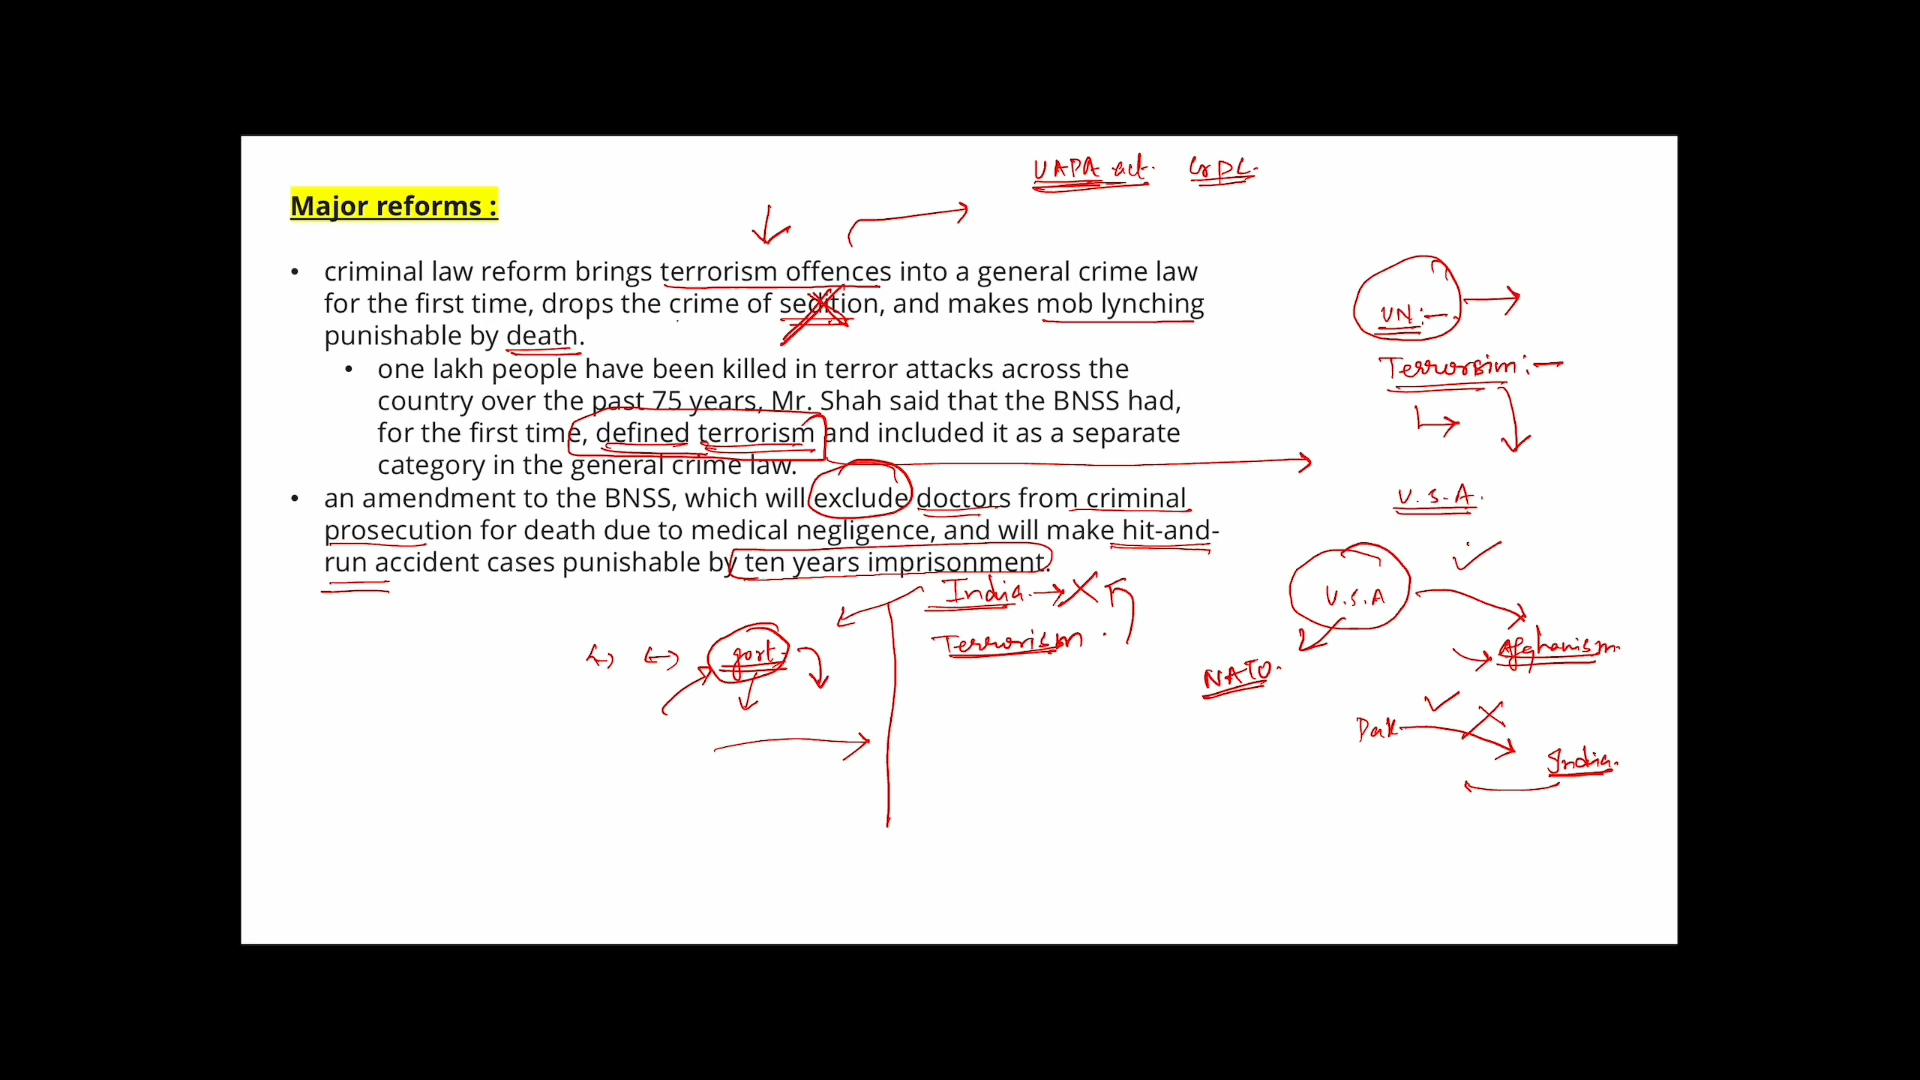 UAPA act. CrPC.
Major reforms :
• criminal law reform brings terrorism offences into a general crime law
for the first time, drops the crime of sedition, and makes mob lynching
punishable by death.
• one lakh people have been killed in terror attacks across the
country over the past 75 years, Mr. Shah said that the BNSS had,
for the first time, defined terrorism and included it as a separate
category in the general crime law.
• an amendment to the BNSS, which will exclude doctors from criminal
prosecution for death due to medical negligence, and will make hit-and-
run accident cases punishable by ten years imprisonment.
UN:-
Terrorsim:-
U.S.A.
U.S.A
India.
Terrorism.
govt.
Afghanism.
NATO.
Pak
India.